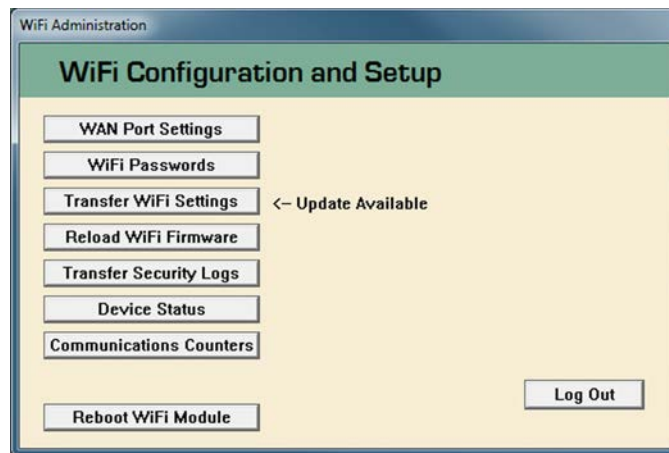 WiFi Administration
WiFi Configuration and Setup
WAN Port Settings
WiFi Passwords
Transfer WiFi Settings <- Update Available
Reload WiFi Firmware
Transfer Security Logs
Device Status
Communications Counters
Log Out
Reboot WiFi Module